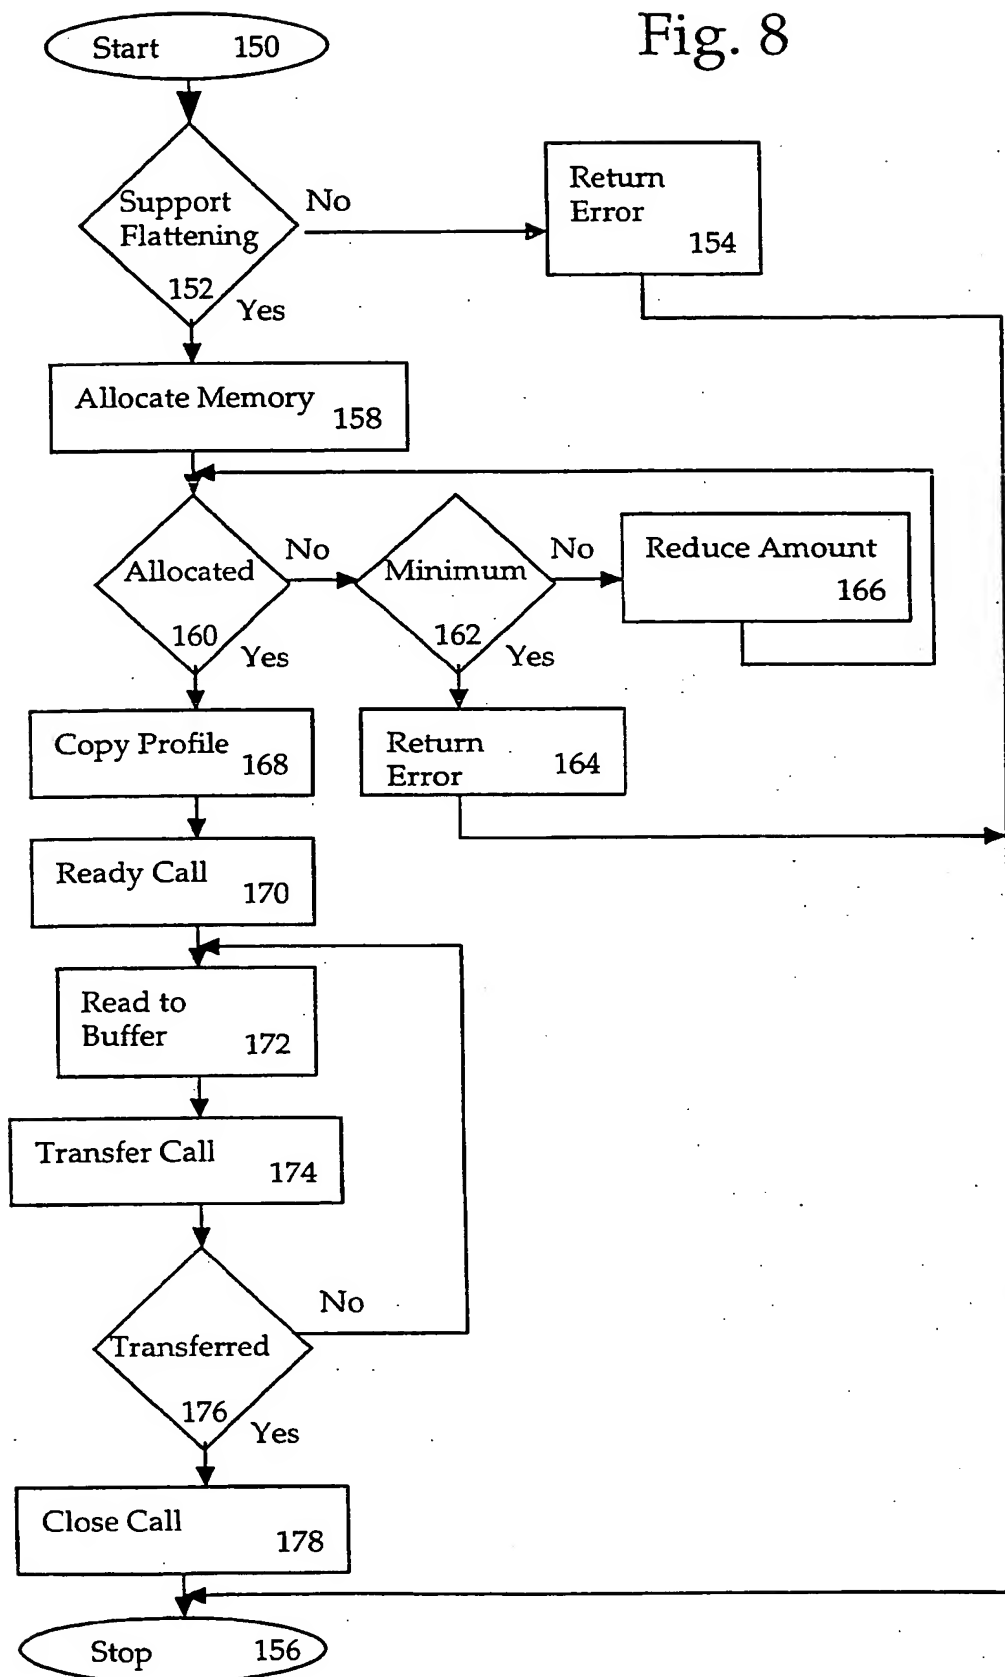 Fig. 8
Start 150
Support
Flattening
152
No
Yes
Return
Error
154
Allocate Memory
158
Allocated
160
No
Yes
Minimum
162
No
Yes
Reduce Amount
166
Copy Profile
168
Return
Error
164
Ready Call
170
Read to
Buffer
172
Transfer Call
174
Transferred
176
No
Yes
Close Call
178
Stop 156